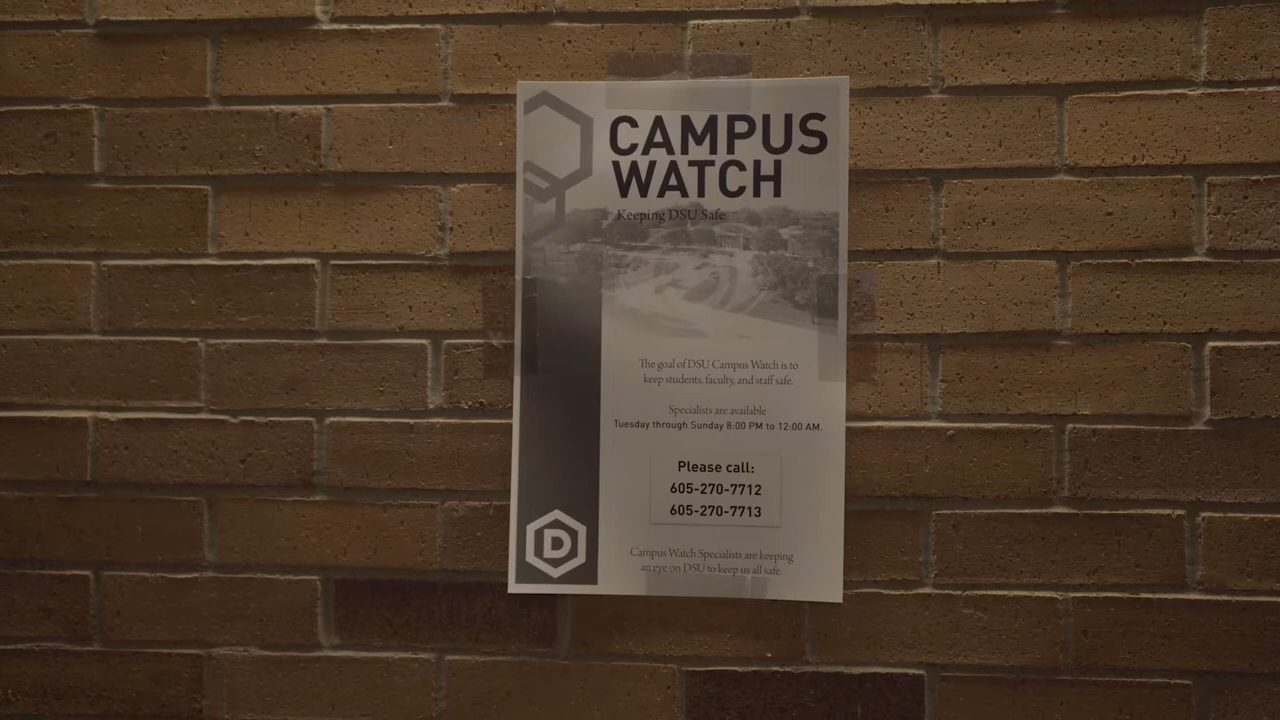 CAMPUS
WATCH
Keeping DSU Safe
The goal of DSU Campus Watch is to
keep students, faculty, and staff safe.
Specialists are available
Tuesday through Sunday 8:00 PM to 12:00 AM.
Please call:
605-270-7712
605-270-7713
D
Campus Watch Specialists are keeping
an eye on DSU to keep us all safe.